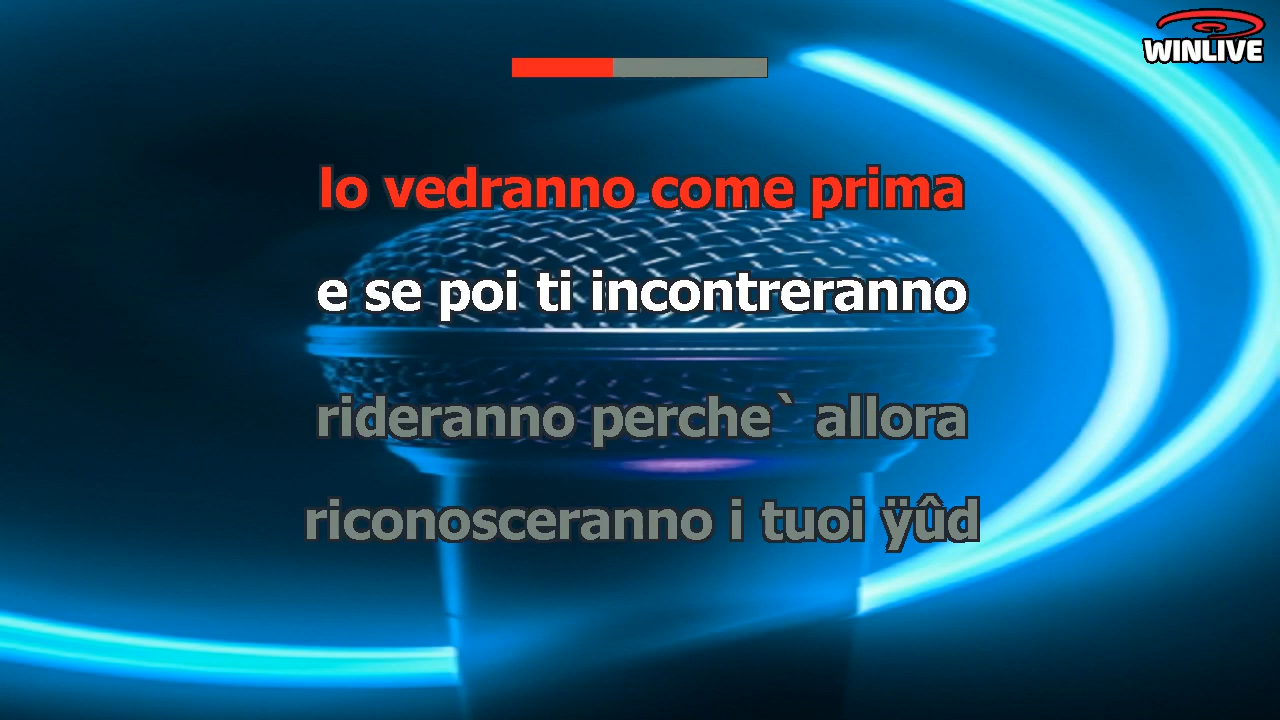 WINLIVE
lo vedranno come prima
e se poi ti incontreranno
rideranno perche` allora
riconosceranno i tuoi ÿûd